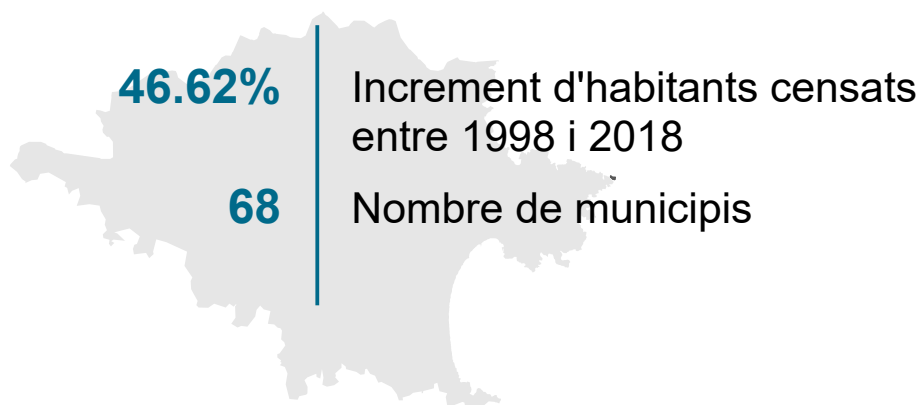 46.62%
Increment d'habitants censats
entre 1998 i 2018
68
Nombre de municipis